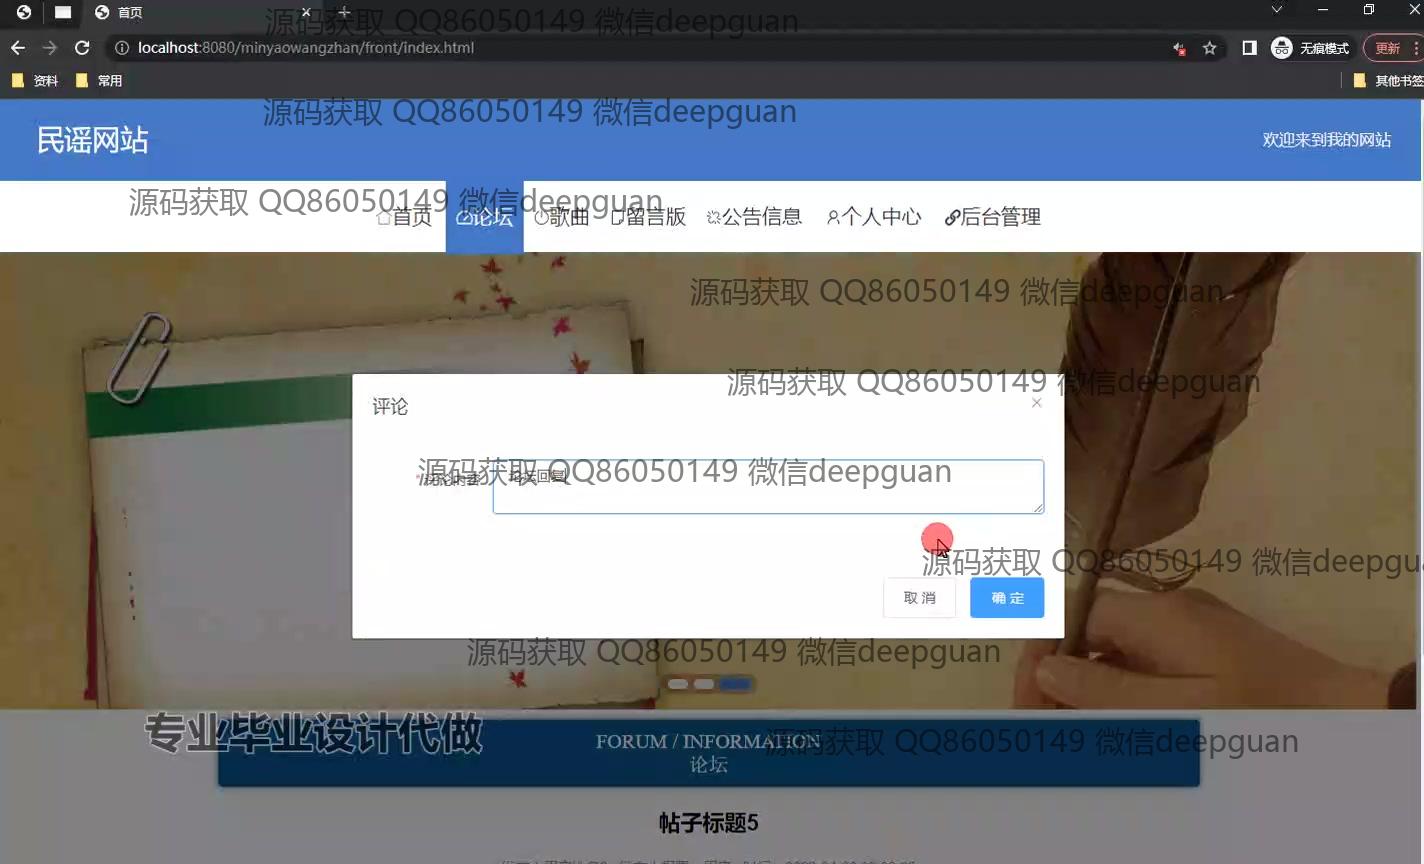 首页
源码获取 QQ86050149 微信deepguan
localhost:8080/minyaowangzhan/front/index.html
无痕模式
更新
资料
常用
其他书签
源码获取 QQ86050149 微信deepguan
民谣网站
欢迎来到我的网站
源码获取 QQ86050149 微信deepguan
首页
论坛
歌曲
留言版
公告信息
个人中心
后台管理
源码获取 QQ86050149 微信deepguan
源码获取 QQ86050149 微信deepguan
评论
源码获取 QQ86050149 微信deepguan
* 评论内容
论坛回复
源码获取 QQ86050149 微信deepgu
取消
确定
源码获取 QQ86050149 微信deepguan
专业毕业设计代做
FORUM / INFORMATION
源码获取 QQ86050149 微信deepguan
论坛
帖子标题5